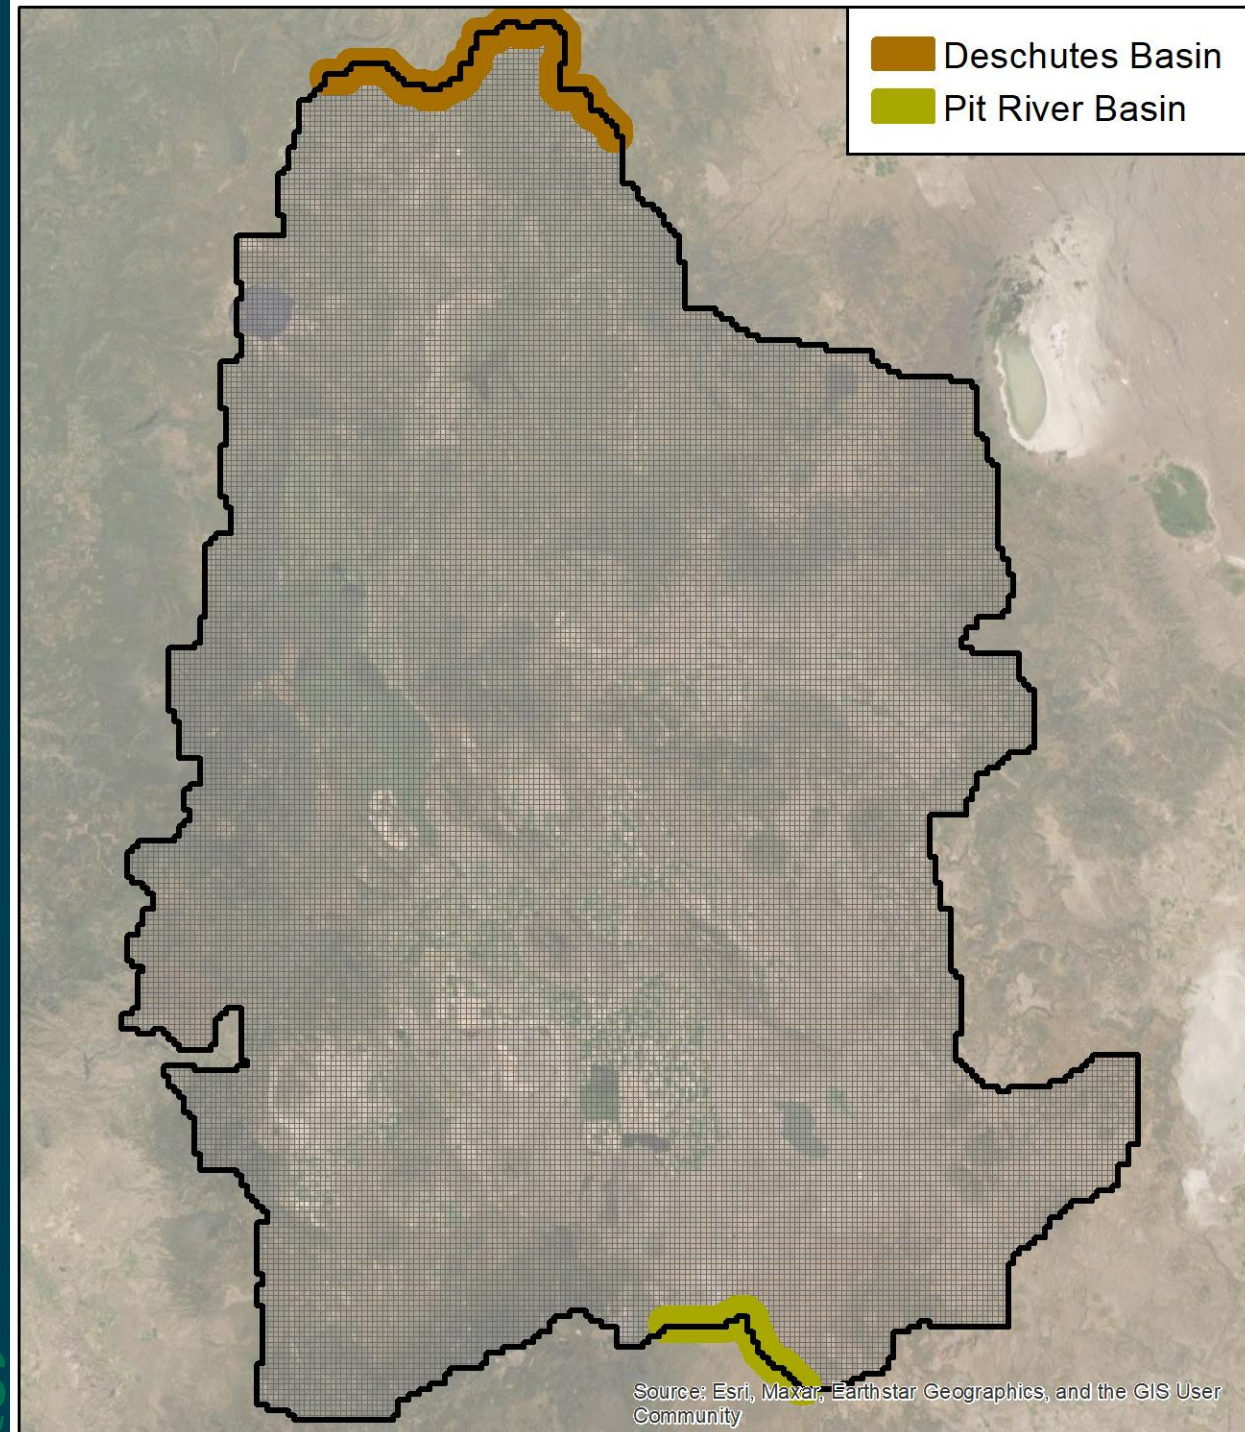 Deschutes Basin
Pit River Basin
Source: Esri, Maxar, Earthstar Geographics, and the GIS User
Community